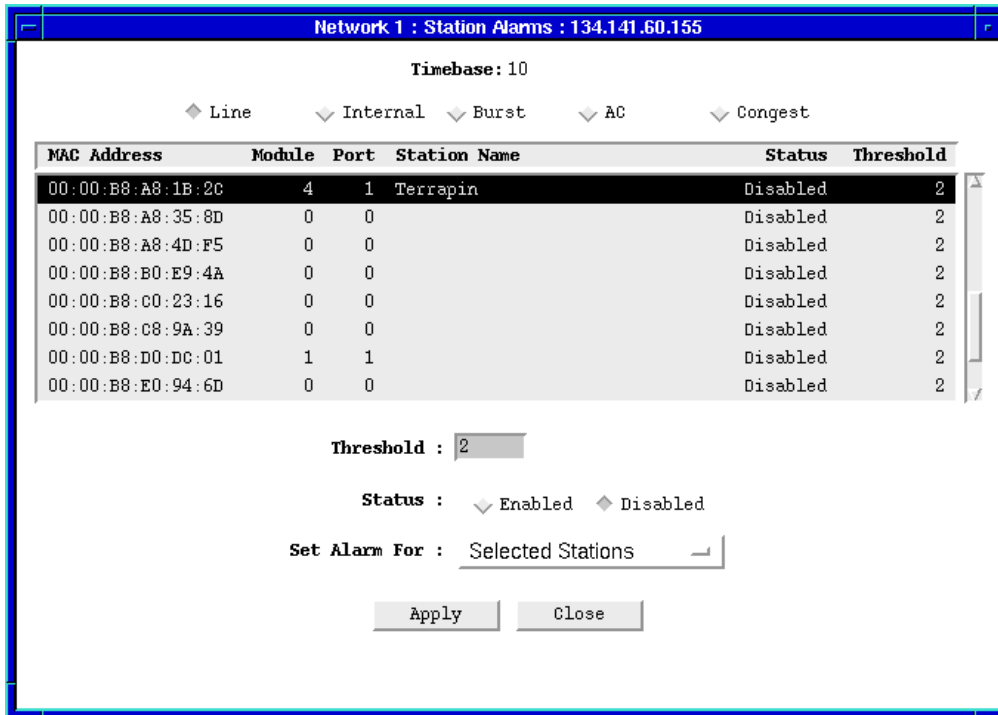 Network 1 : Station Alarms : 134.141.60.155
Timebase: 10
Line Internal Burst AC Congest
MAC Address Module Port Station Name Status Threshold
00:00:B8:A8:1B:2C 4 1 Terrapin Disabled 2
00:00:B8:A8:35:8D 0 0 Disabled 2
00:00:B8:A8:4D:F5 0 0 Disabled 2
00:00:B8:B0:E9:4A 0 0 Disabled 2
00:00:B8:C0:23:16 0 0 Disabled 2
00:00:B8:C8:9A:39 0 0 Disabled 2
00:00:B8:D0:DC:01 1 1 Disabled 2
00:00:B8:E0:94:6D 0 0 Disabled 2
Threshold : 2
Status : Enabled Disabled
Set Alarm For : Selected Stations
Apply Close